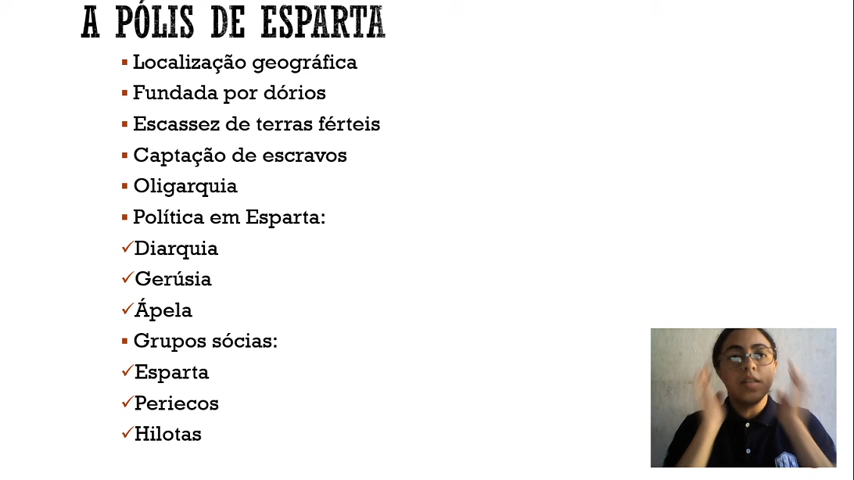 A PÓLIS DE ESPARTA
Localização geográfica
Fundada por dórios
Escassez de terras férteis
Captação de escravos
Oligarquia
Política em Esparta:
Diarquia
Gerúsia
Ápela
Grupos sócias:
Esparta
Periecos
Hilotas